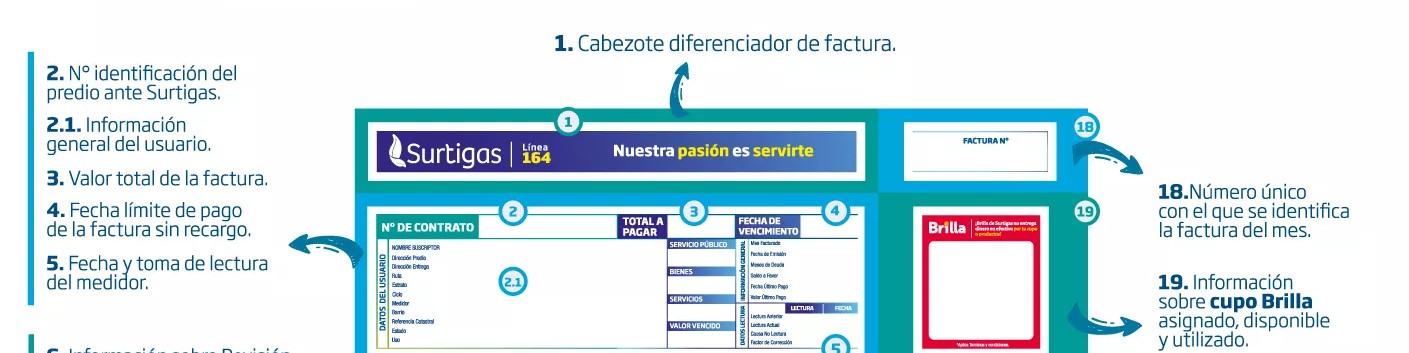 1. Cabezote diferenciador de factura.
2. N° identificación del
predio ante Surtigas.
2.1. Información
general del usuario.
3. Valor total de la factura.
4. Fecha límite de pago
de la factura sin recargo.
5. Fecha y toma de lectura
del medidor.
6. Información sobre Revisión
1
Surtigas
Línea
164
Nuestra pasión es servirte
18
FACTURA N°
2
N° DE CONTRATO
DATOS DEL USUARIO
NOMBRE SUSCRIPTOR
Dirección Predio
Dirección Entrega
Ruta
Estrato
Ciclo
Medidor
Barrio
Referencia Catastral
Estado
Uso
2.1
TOTAL A
PAGAR
3
SERVICIO PÚBLICO
BIENES
SERVICIOS
VALOR VENCIDO
FECHA DE
VENCIMIENTO
4
INFORMACIÓN GENERAL
Mes Facturado
Fecha de Emisión
Meses de Deuda
Saldo a Favor
Fecha Último Pago
Valor Último Pago
LECTURA
FECHA
DATOS LECTURA
Lectura Anterior
Lectura Actual
Causa No Lectura
Factor de Corrección
5
19
Brilla
¡Brilla de Surtigas no entrega
dinero en efectivo por tu cupo
o productos!
*Aplica Términos y condiciones.
18.Número único
con el que se identifica
la factura del mes.
19. Información
sobre cupo Brilla
asignado, disponible
y utilizado.